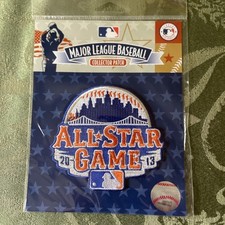 MAJOR LEAGUE BASEBALL
COLLECTOR PATCH
ALL-STAR
GAME
20 13